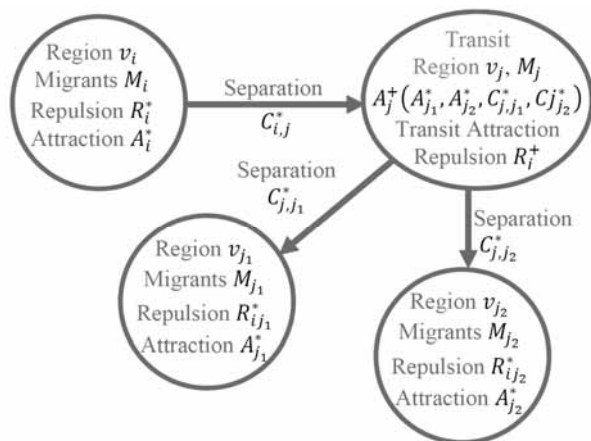 Region v_i
Migrants M_i
Repulsion R_i^*
Attraction A_i^*
Separation
C_{i,j}^*
Transit
Region v_j, M_j
A_j^+(A_{j_1}^*, A_{j_2}^*, C_{j,j_1}^*, Cj_{j_2}^*)
Transit Attraction
Repulsion R_i^+
Separation
C_{j,j_1}^*
Separation
C_{j,j_2}^*
Region v_{j_1}
Migrants M_{j_1}
Repulsion R_{ij_1}^*
Attraction A_{j_1}^*
Region v_{j_2}
Migrants M_{j_2}
Repulsion R_{ij_2}^*
Attraction A_{j_2}^*